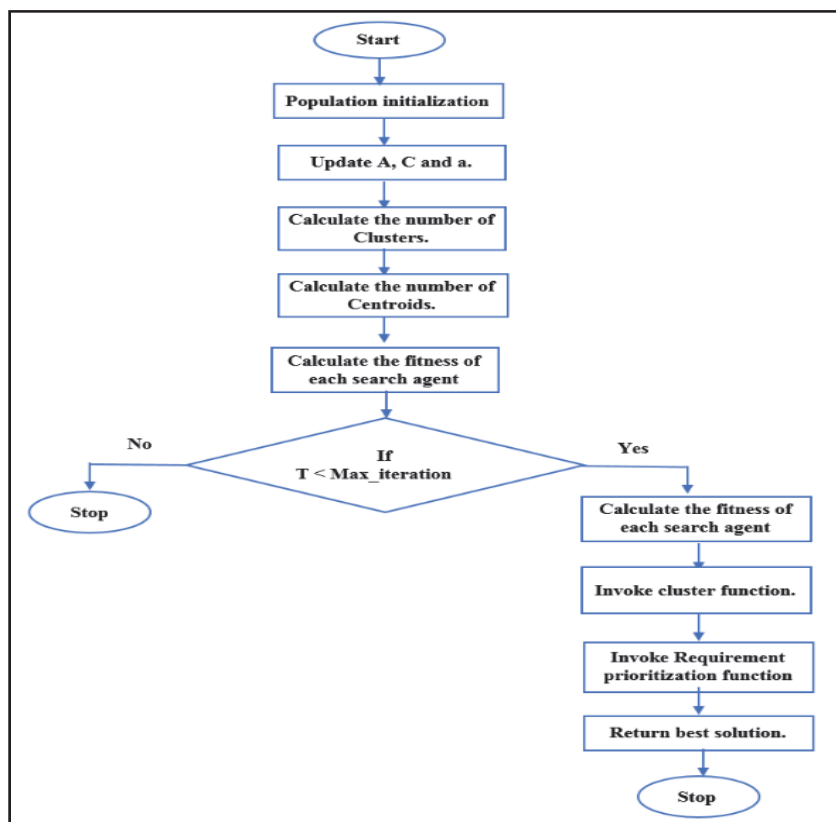 Start
Population initialization
Update A, C and a.
Calculate the number of
Clusters.
Calculate the number of
Centroids.
Calculate the fitness of
each search agent
If
T < Max_iteration
No
Yes
Stop
Calculate the fitness of
each search agent
Invoke cluster function.
Invoke Requirement
prioritization function
Return best solution.
Stop